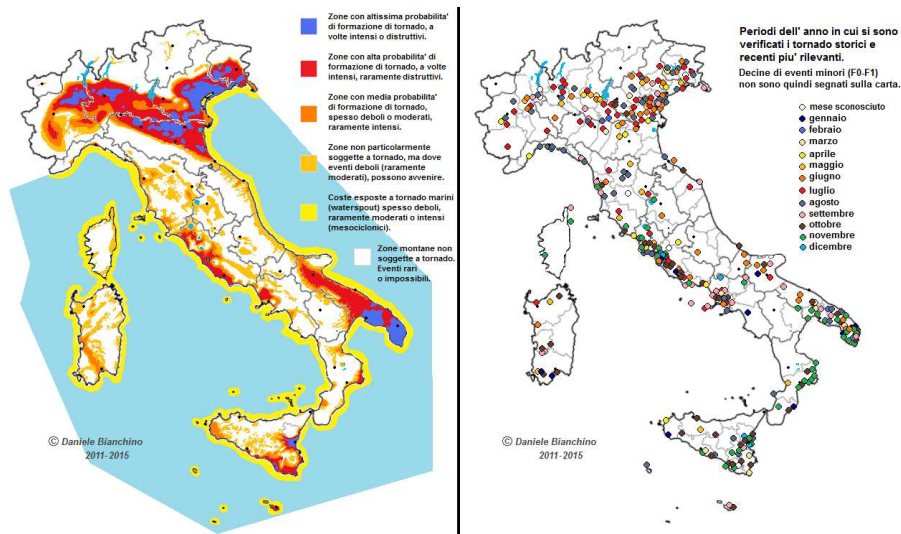 Zone con altissima probabilita'
di formazione di tornado, a
volte intensi o distruttivi.
Zone con alta probabilita' di
formazione di tornado, a volte
intensi, raramente distruttivi.
Zone con media probabilita'
di formazione di tornado,
spesso deboli o moderati,
raramente intensi.
Zone non particolarmente
soggette a tornado, ma dove
eventi deboli (raramente
moderati), possono avvenire.
Coste esposte a tornado marini
(waterspout) spesso deboli,
raramente moderati o intensi
(mesociclonici).
Zone montane non
soggette a tornado.
Eventi rari
o impossibili.
© Daniele Bianchino
2011-2015
Periodi dell' anno in cui si sono
verificati i tornado storici e
recenti piu' rilevanti.
Decine di eventi minori (F0-F1)
non sono quindi segnati sulla carta.
mese sconosciuto
gennaio
febbraio
marzo
aprile
maggio
giugno
luglio
agosto
settembre
ottobre
novembre
dicembre
© Daniele Bianchino
2011-2015